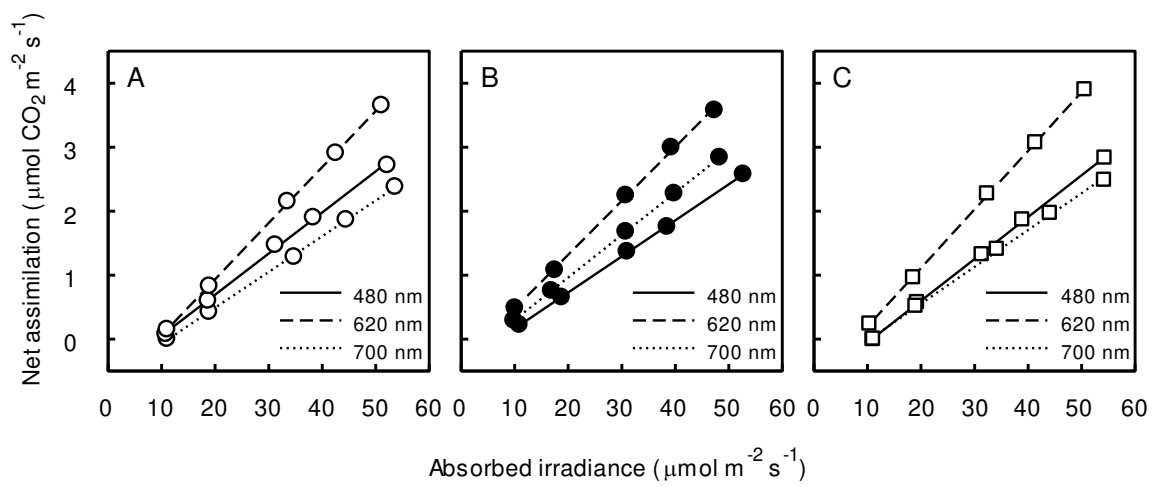 Net assimilation (μmol CO2 m-2 s-1)
A
B
C
4
3
2
1
0
480 nm
620 nm
700 nm
480 nm
620 nm
700 nm
480 nm
620 nm
700 nm
0 10 20 30 40 50 60
0 10 20 30 40 50 60
0 10 20 30 40 50 60
Absorbed irradiance (μmol m-2 s-1)